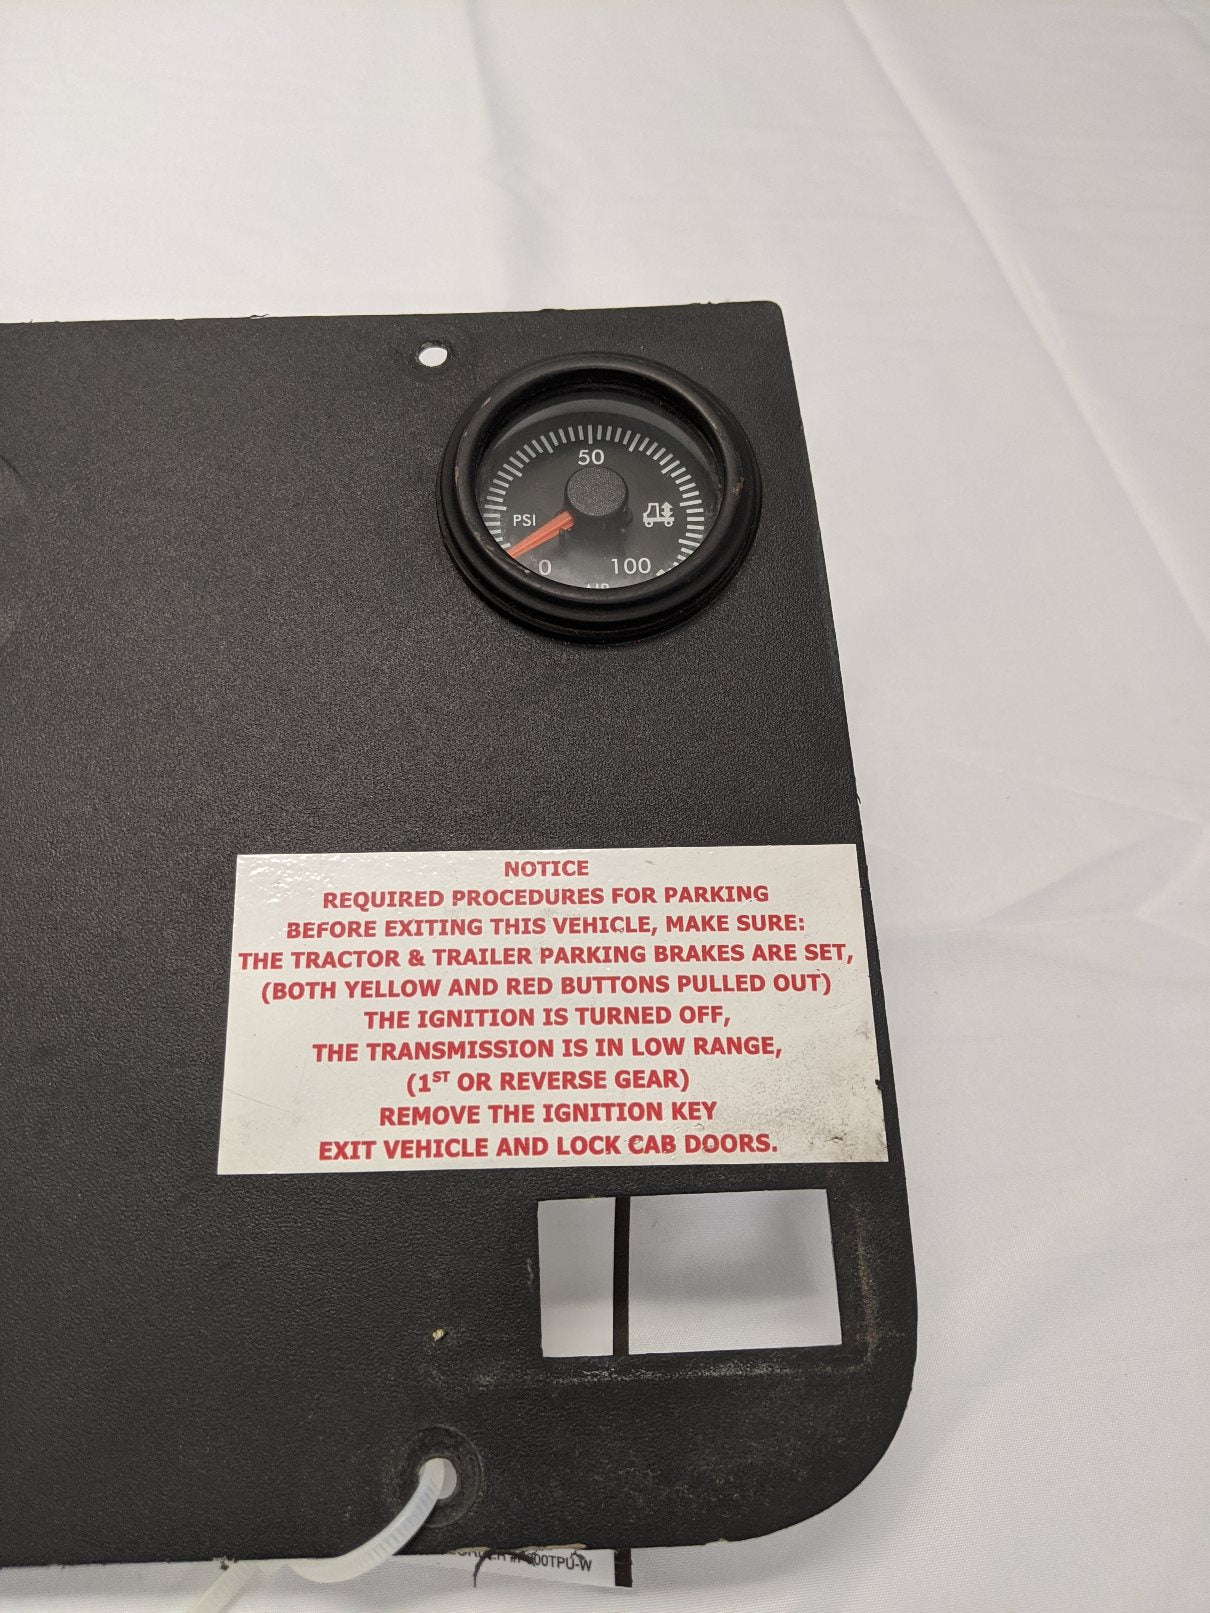 50
PSI
0
100
AIR
NOTICE
REQUIRED PROCEDURES FOR PARKING
BEFORE EXITING THIS VEHICLE, MAKE SURE:
THE TRACTOR & TRAILER PARKING BRAKES ARE SET,
(BOTH YELLOW AND RED BUTTONS PULLED OUT)
THE IGNITION IS TURNED OFF,
THE TRANSMISSION IS IN LOW RANGE,
(1ST OR REVERSE GEAR)
REMOVE THE IGNITION KEY
EXIT VEHICLE AND LOCK CAB DOORS.